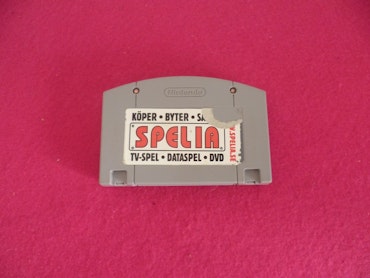 Nintendo
KÖPER • BYTER •
SPELIA
TV-SPEL • DATASPEL • DVD
.SPELIA.SE